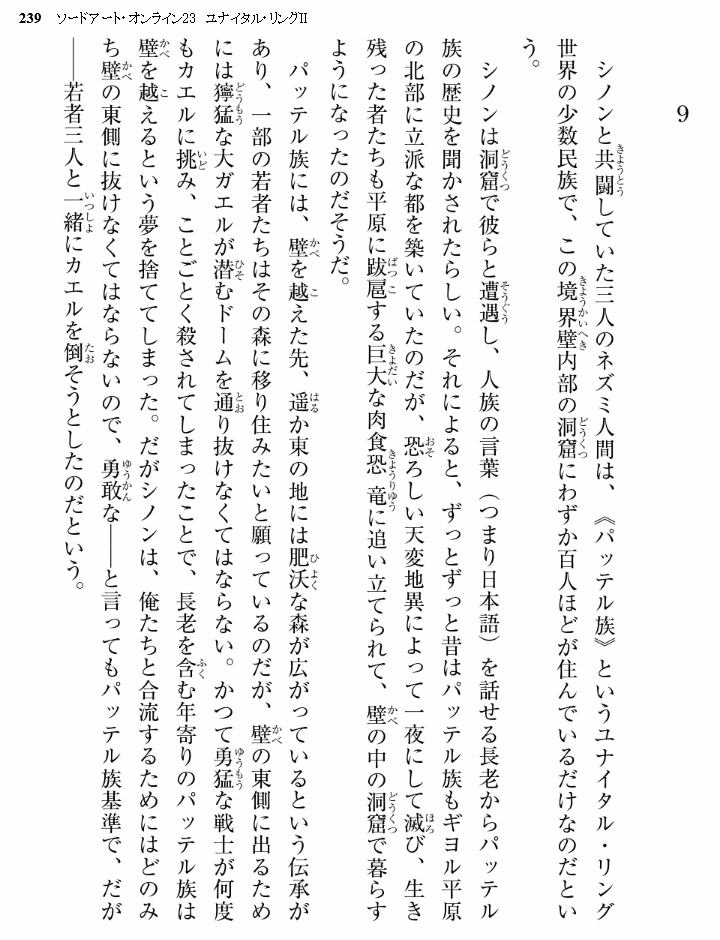 239 ソードアート・オンライン23 ユナイタル・リングII
9
シノンと共闘していた三人のネズミ人間は、《パッテル族》というユナイタル・リング
世界の少数民族で、この境界壁内部の洞窟にわずか百人ほどが住んでいるだけなのだとい
う。
シノンは洞窟で彼らと遭遇し、人族の言葉（つまり日本語）を話せる長老からパッテル
族の歴史を聞かされたらしい。それによると、ずっとずっと昔はパッテル族もギヨル平原
の北部に立派な都を築いていたのだが、恐ろしい天変地異によって一夜にして滅び、生き
残った者たちも平原に跋扈する巨大な肉食恐竜に追い立てられて、壁の中の洞窟で暮らす
ようになったのだそうだ。
パッテル族には、壁を越えた先、遥か東の地には肥沃な森が広がっているという伝承が
あり、一部の若者たちはその森に移り住みたいと願っているのだが、壁の東側に出るため
には獰猛な大ガエルが潜むドームを通り抜けなくてはならない。かつて勇猛な戦士が何度
もカエルに挑み、ことごとく殺されてしまったことで、長老を含む年寄りのパッテル族は
壁を越えるという夢を捨ててしまった。だがシノンは、俺たちと合流するためにはどのみ
ち壁の東側に抜けなくてはならないので、勇敢な――と言ってもパッテル族基準で、だが
――若者三人と一緒にカエルを倒そうとしたのだという。